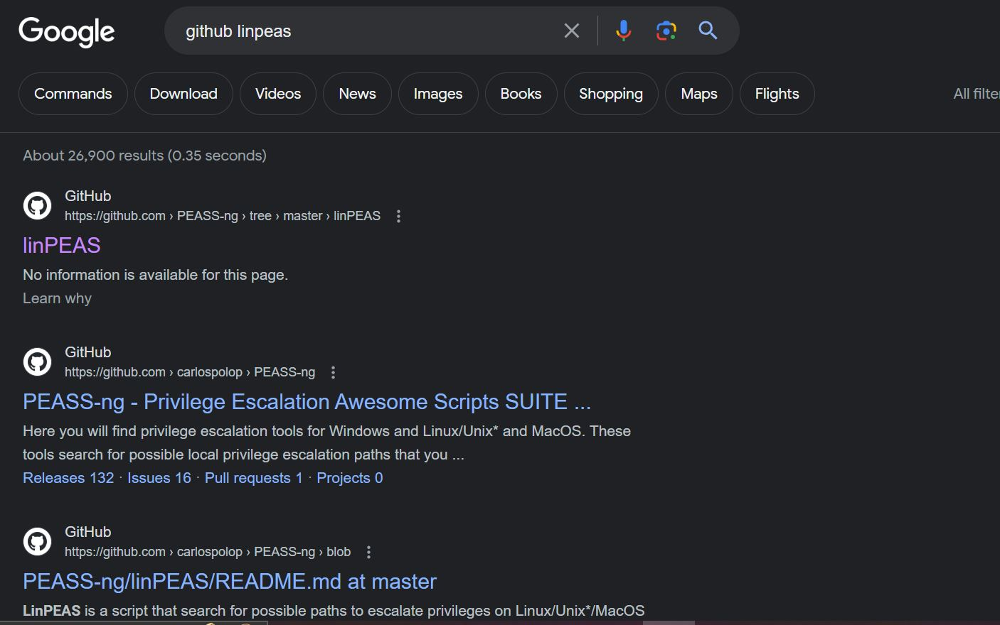 Google
github linpeas
Commands Download Videos News Images Books Shopping Maps Flights
About 26,900 results (0.35 seconds)
GitHub
https://github.com › PEASS-ng › tree › master › linPEAS
linPEAS
No information is available for this page.
Learn why
GitHub
https://github.com › carlospolop › PEASS-ng
PEASS-ng - Privilege Escalation Awesome Scripts SUITE ...
Here you will find privilege escalation tools for Windows and Linux/Unix* and MacOS. These
tools search for possible local privilege escalation paths that you ...
Releases 132 · Issues 16 · Pull requests 1 · Projects 0
GitHub
https://github.com › carlospolop › PEASS-ng › blob
PEASS-ng/linPEAS/README.md at master
LinPEAS is a script that search for possible paths to escalate privileges on Linux/Unix*/MacOS